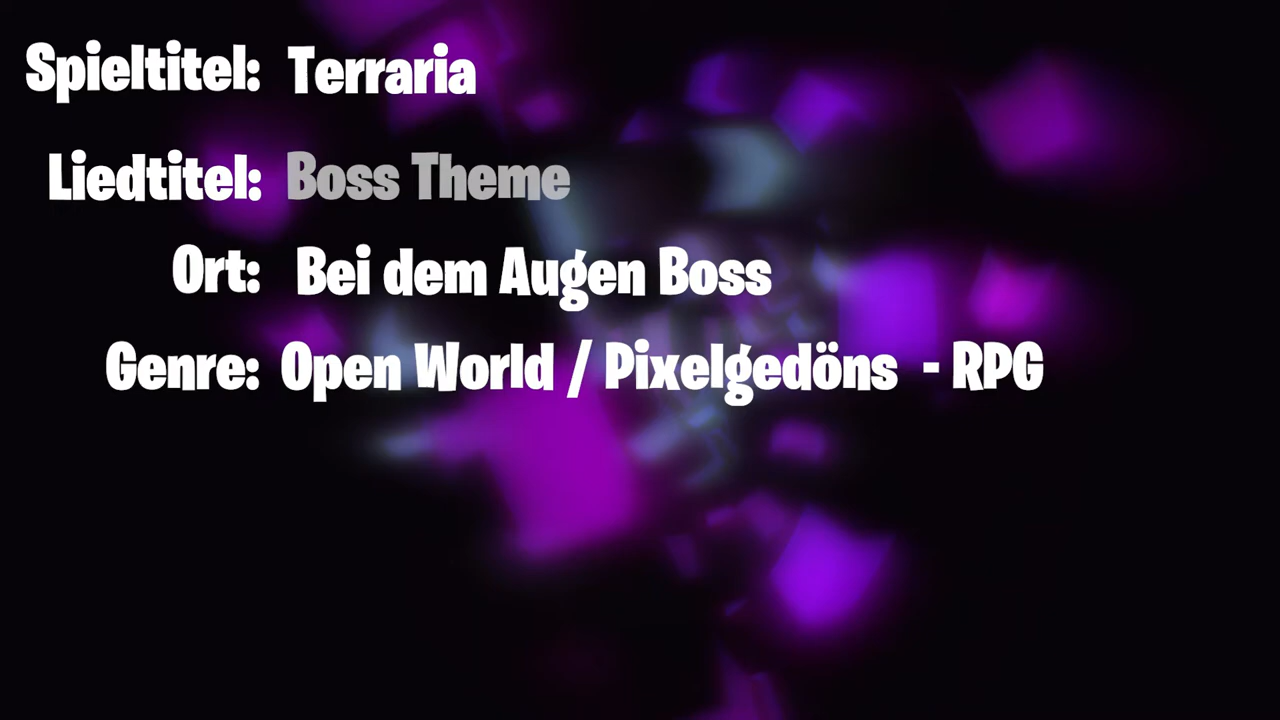 Spieltitel: Terraria
Liedtitel: Boss Theme
Ort: Bei dem Augen Boss
Genre: Open World / Pixelgedöns - RPG